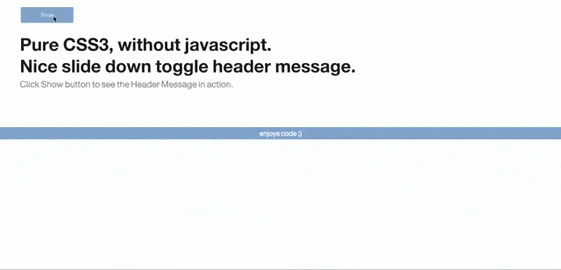 Show
Pure CSS3, without javascript.
Nice slide down toggle header message.
Click Show button to see the Header Message in action.
enjoys code ;)